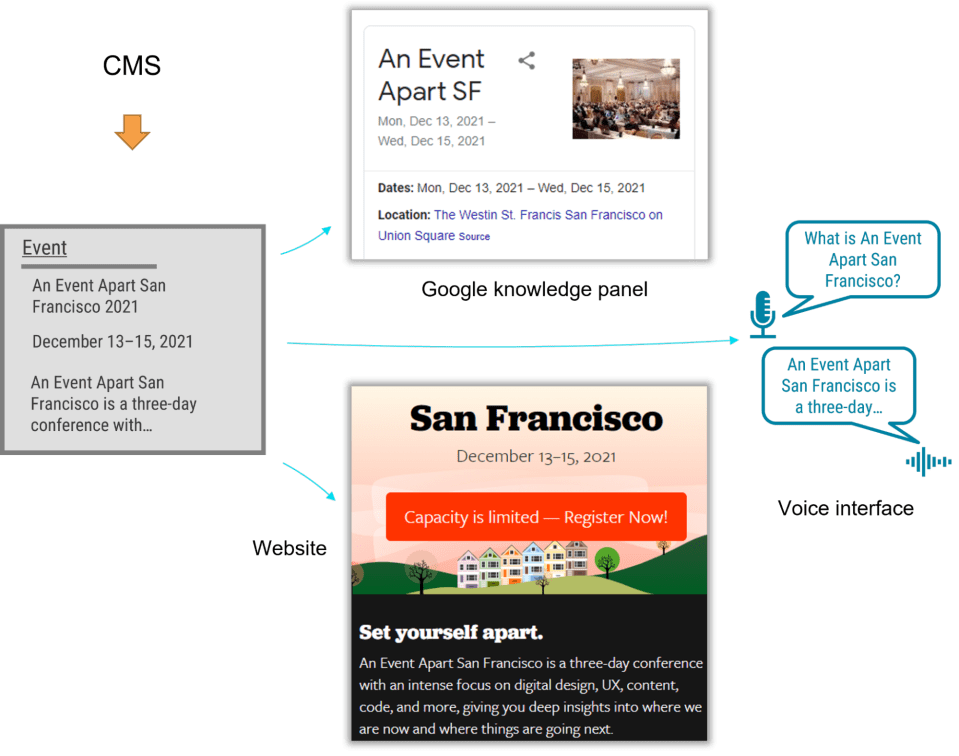 CMS
Event
An Event Apart San
Francisco 2021
December 13–15, 2021
An Event Apart San
Francisco is a three-day
conference with…
An Event
Apart SF
Mon, Dec 13, 2021 –
Wed, Dec 15, 2021
Dates: Mon, Dec 13, 2021 – Wed, Dec 15, 2021
Location: The Westin St. Francis San Francisco on
Union Square Source
Google knowledge panel
What is An Event
Apart San
Francisco?
An Event Apart
San Francisco is
a three-day…
Voice interface
Website
San Francisco
December 13–15, 2021
Capacity is limited — Register Now!
Set yourself apart.
An Event Apart San Francisco is a three-day conference
with an intense focus on digital design, UX, content,
code, and more, giving you deep insights into where we
are now and where things are going next.